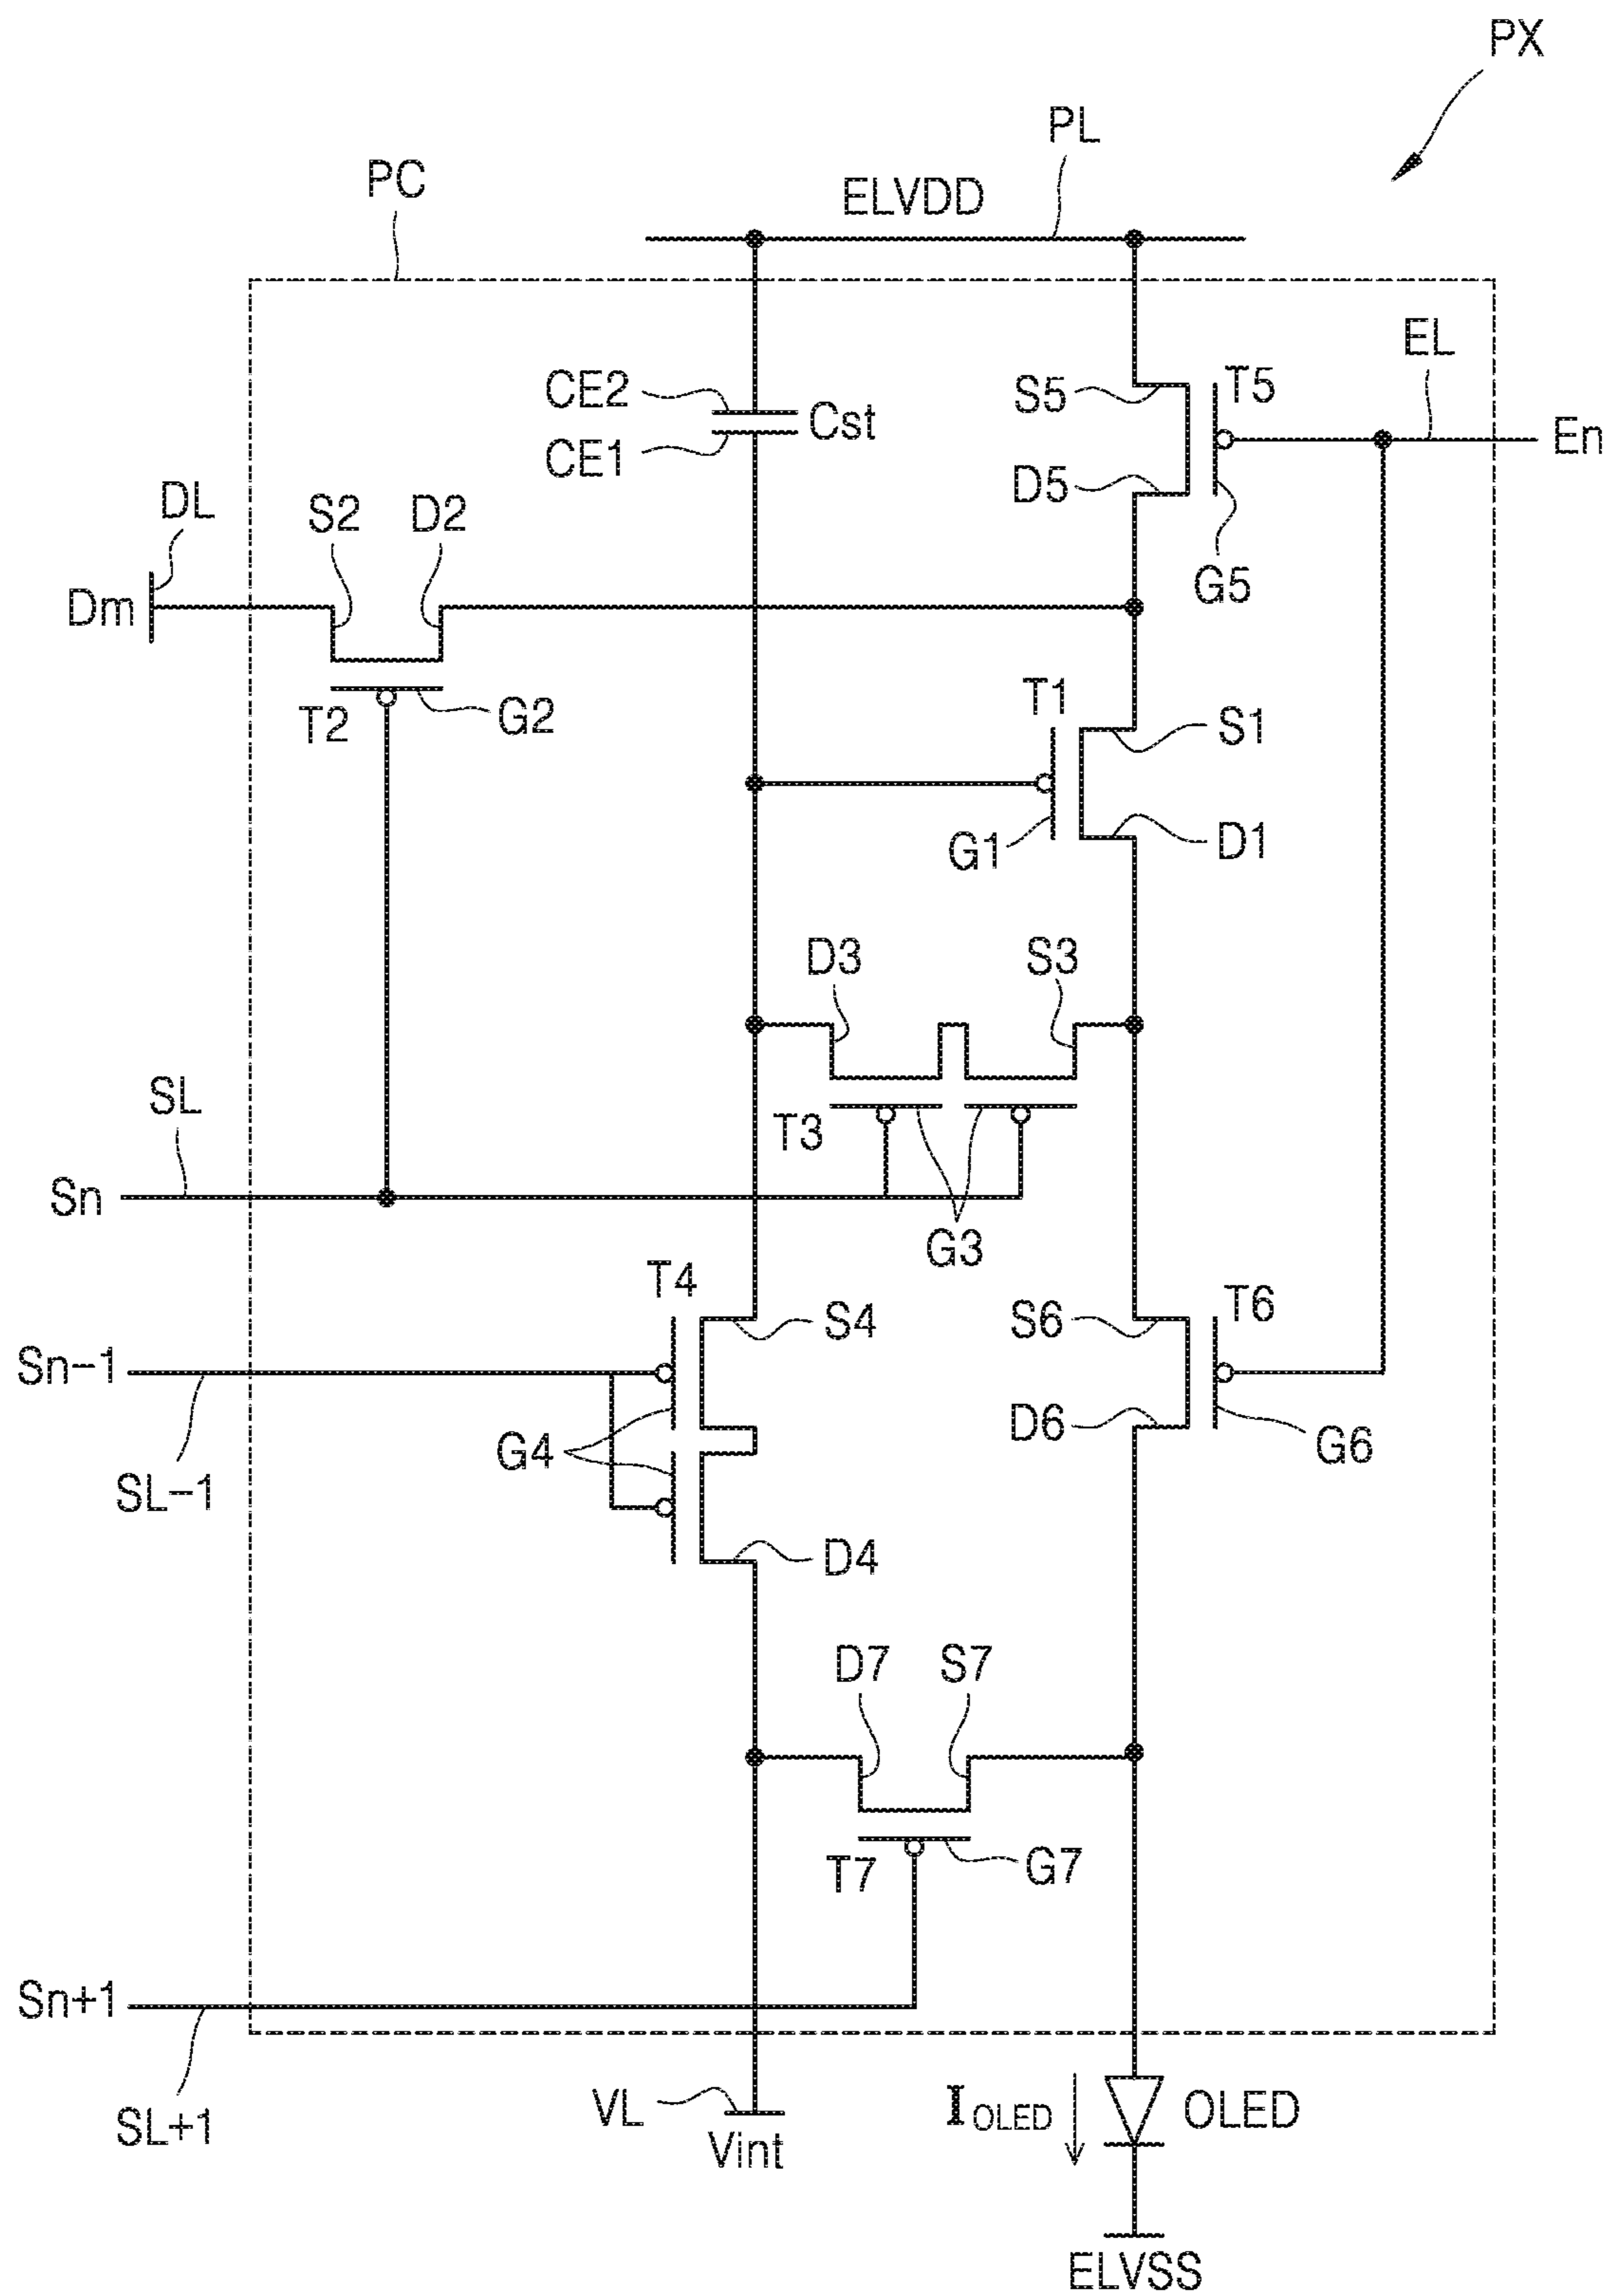 PX
PL
PC
ELVDD
EL
CE2
Cst
CE1
S5
T5
En
D5
G5
DL
S2
D2
Dm
T2
G2
T1
S1
G1
D1
D3
S3
SL
T3
Sn
G3
T4
S4
S6
T6
Sn-1
G4
D6
G6
SL-1
D4
D7
S7
T7
G7
Sn+1
SL+1
VL
Vint
IOLED
OLED
ELVSS